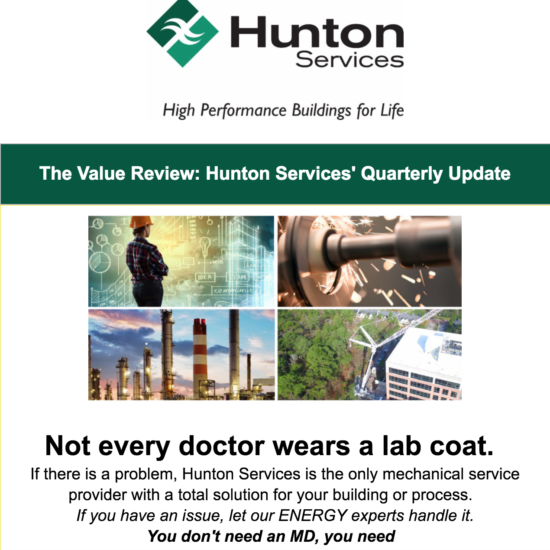 Hunton
Services
High Performance Buildings for Life
The Value Review: Hunton Services' Quarterly Update
Not every doctor wears a lab coat.
If there is a problem, Hunton Services is the only mechanical service
provider with a total solution for your building or process.
If you have an issue, let our ENERGY experts handle it.
You don't need an MD, you need